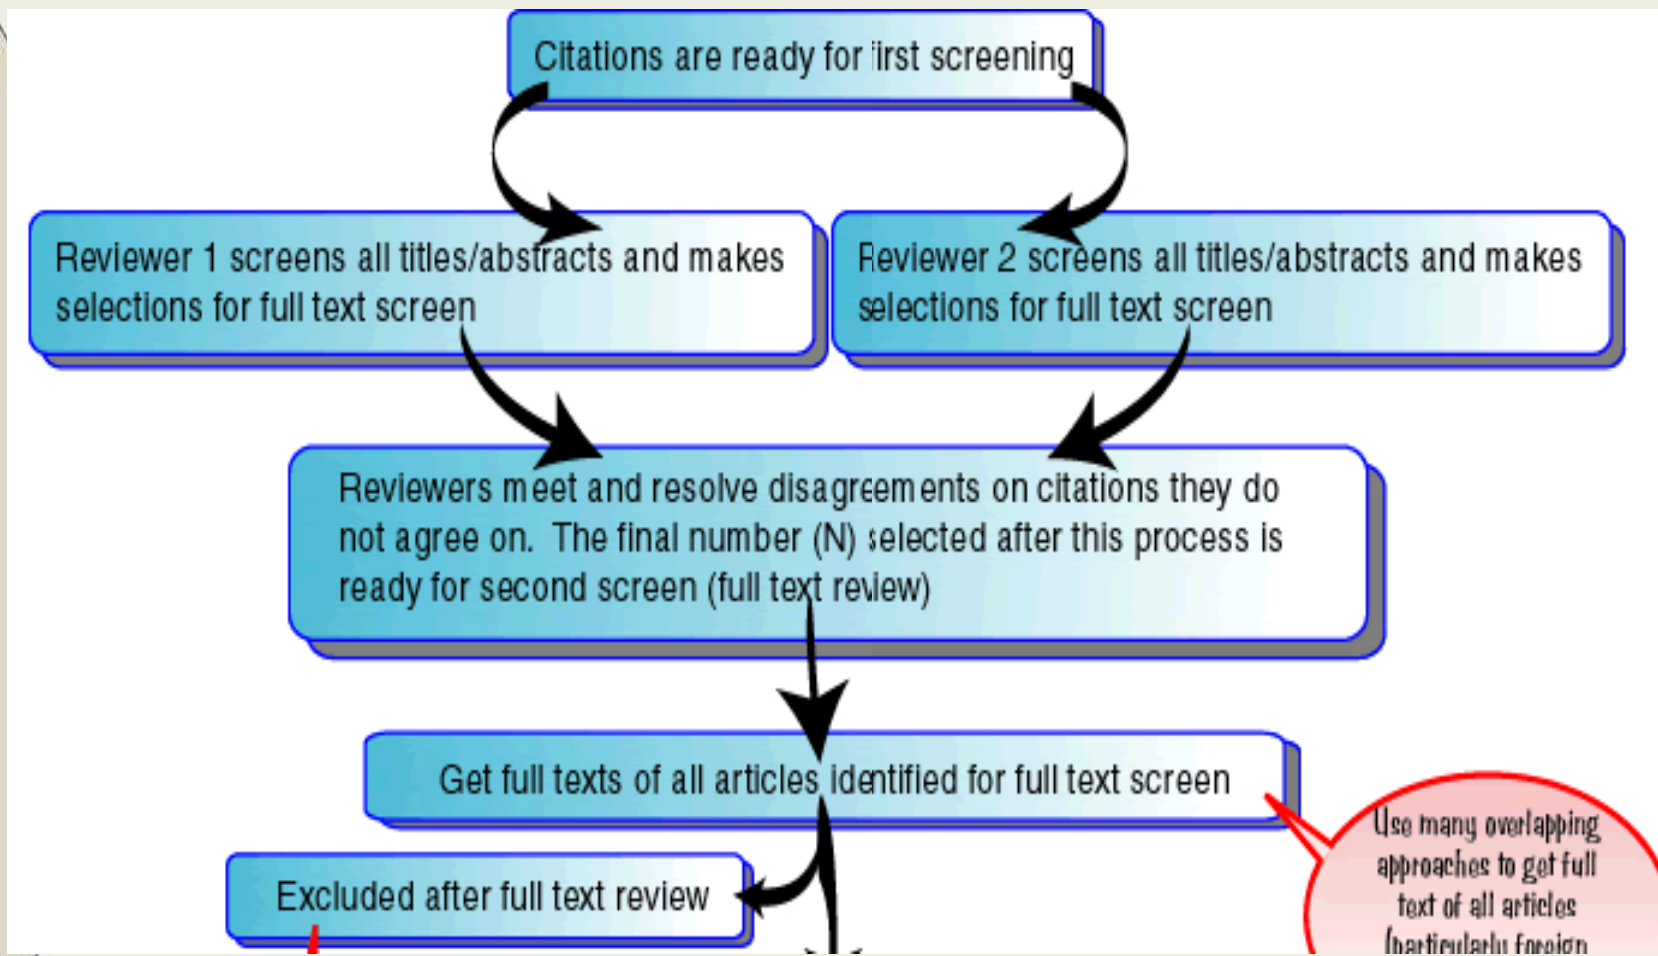 Citations are ready for first screening
Reviewer 1 screens all titles/abstracts and makes
selections for full text screen
Reviewer 2 screens all titles/abstracts and makes
selections for full text screen
Reviewers meet and resolve disagreements on citations they do
not agree on. The final number (N) selected after this process is
ready for second screen (full text review)
Get full texts of all articles identified for full text screen
Use many overlapping
approaches to get full
text of all articles
(particularly foreign
Excluded after full text review